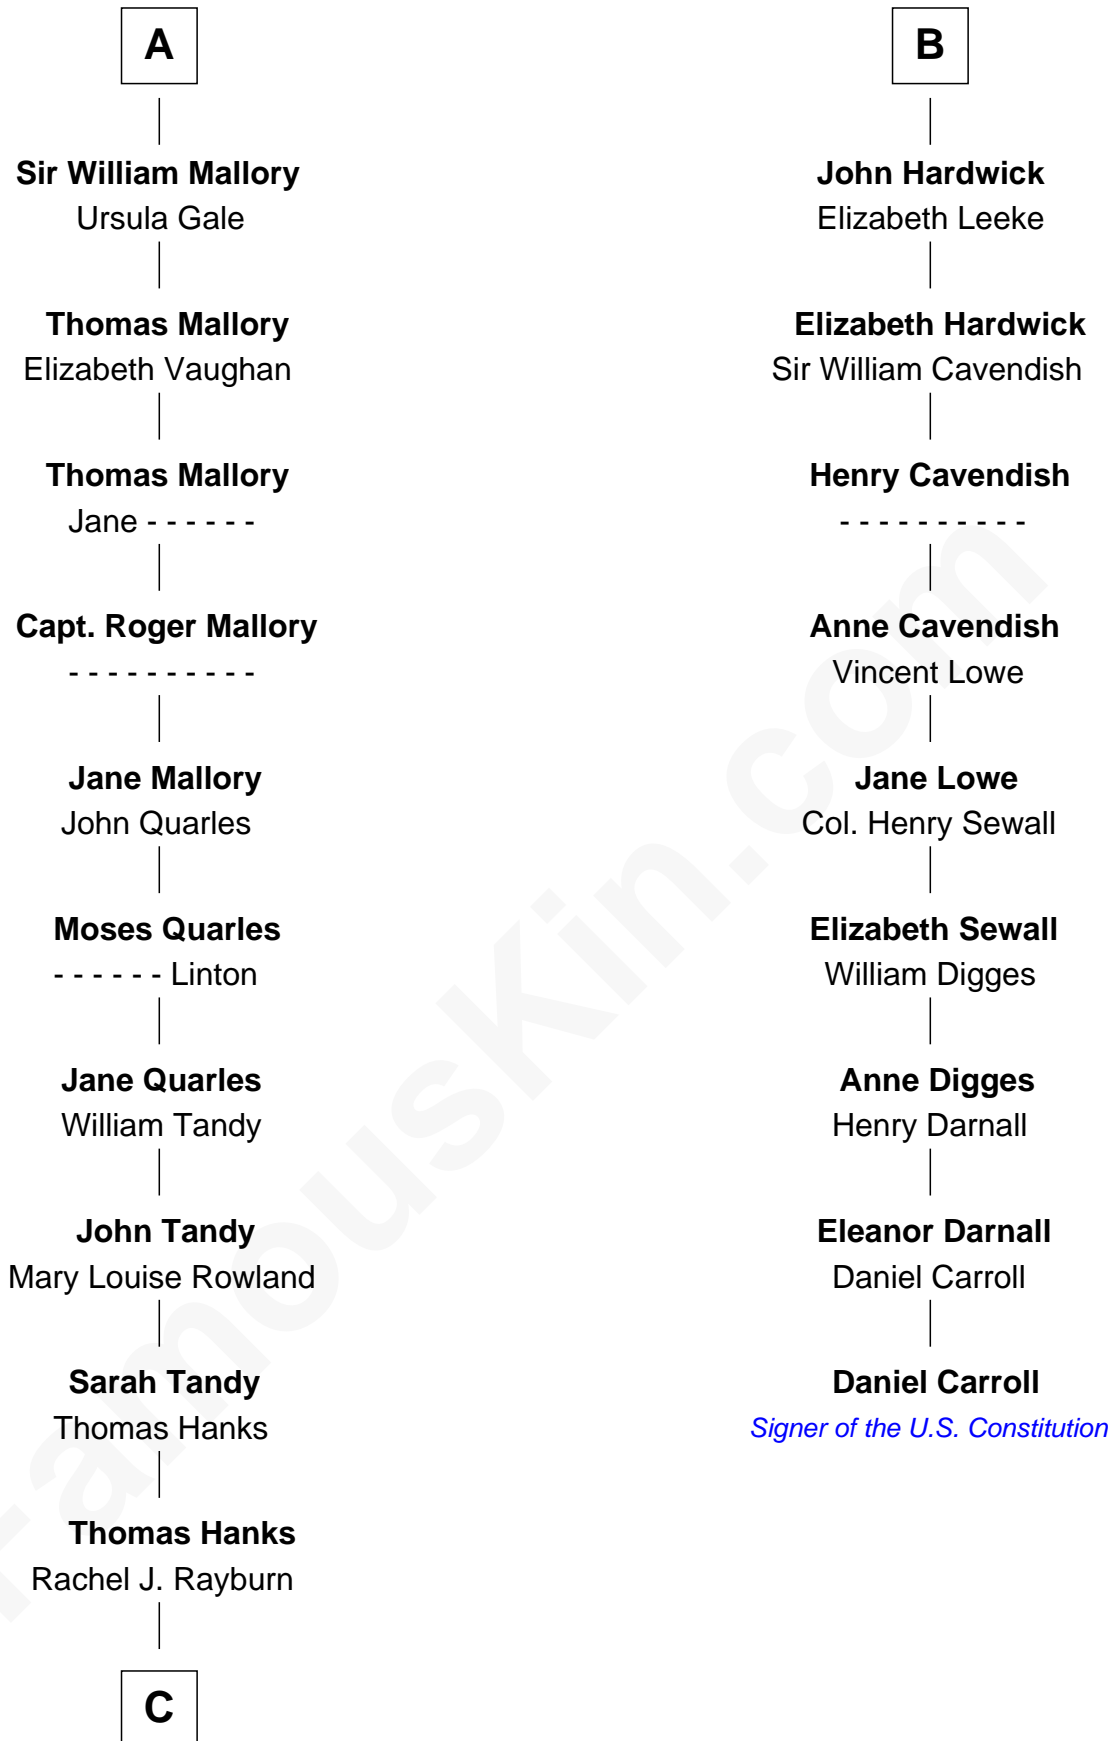 A
Sir William Mallory
Ursula Gale
Thomas Mallory
Elizabeth Vaughan
Thomas Mallory
Jane - - - - - -
Capt. Roger Mallory
- - - - - - - - - -
Jane Mallory
John Quarles
Moses Quarles
- - - - - - Linton
Jane Quarles
William Tandy
John Tandy
Mary Louise Rowland
Sarah Tandy
Thomas Hanks
Thomas Hanks
Rachel J. Rayburn
C
B
John Hardwick
Elizabeth Leeke
Elizabeth Hardwick
Sir William Cavendish
Henry Cavendish
- - - - - - - - - -
Anne Cavendish
Vincent Lowe
Jane Lowe
Col. Henry Sewall
Elizabeth Sewall
William Digges
Anne Digges
Henry Darnall
Eleanor Darnall
Daniel Carroll
Daniel Carroll
Signer of the U.S. Constitution
FamousKin.com